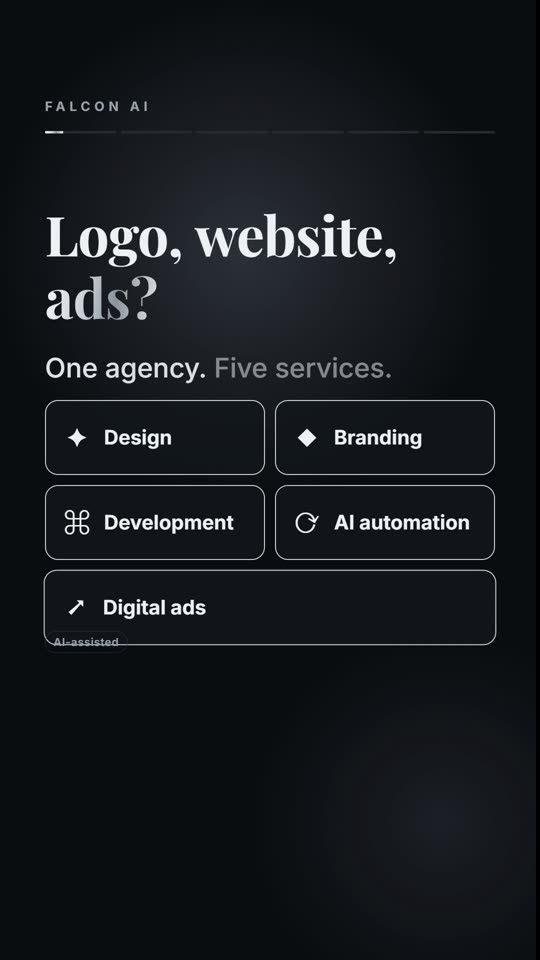 FALCON AI
Logo, website,
ads?
One agency. Five services.
Design
Branding
Development
AI automation
Digital ads
AI-assisted